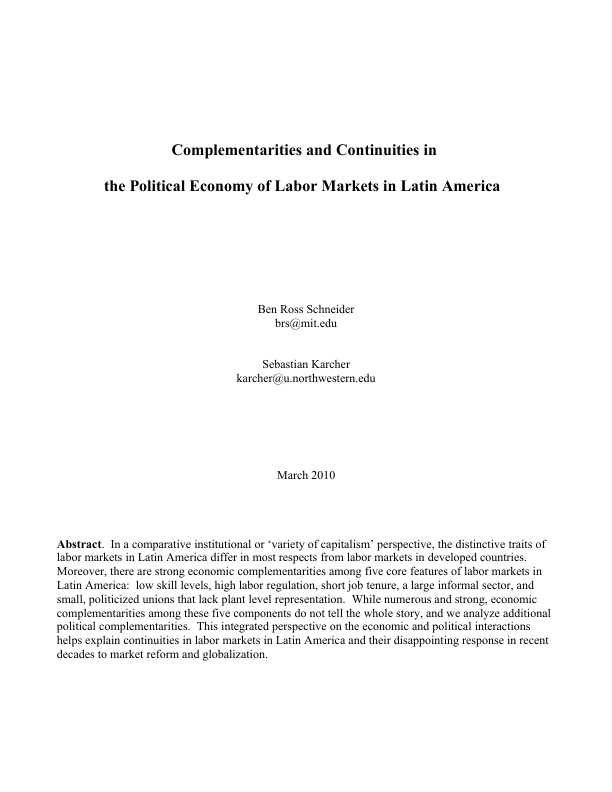 Complementarities and Continuities in
the Political Economy of Labor Markets in Latin America
Ben Ross Schneider
brs@mit.edu
Sebastian Karcher
karcher@u.northwestern.edu
March 2010
Abstract.  In a comparative institutional or ‘variety of capitalism’ perspective, the distinctive traits of
labor markets in Latin America differ in most respects from labor markets in developed countries.
Moreover, there are strong economic complementarities among five core features of labor markets in
Latin America:  low skill levels, high labor regulation, short job tenure, a large informal sector, and
small, politicized unions that lack plant level representation.  While numerous and strong, economic
complementarities among these five components do not tell the whole story, and we analyze additional
political complementarities.  This integrated perspective on the economic and political interactions
helps explain continuities in labor markets in Latin America and their disappointing response in recent
decades to market reform and globalization.